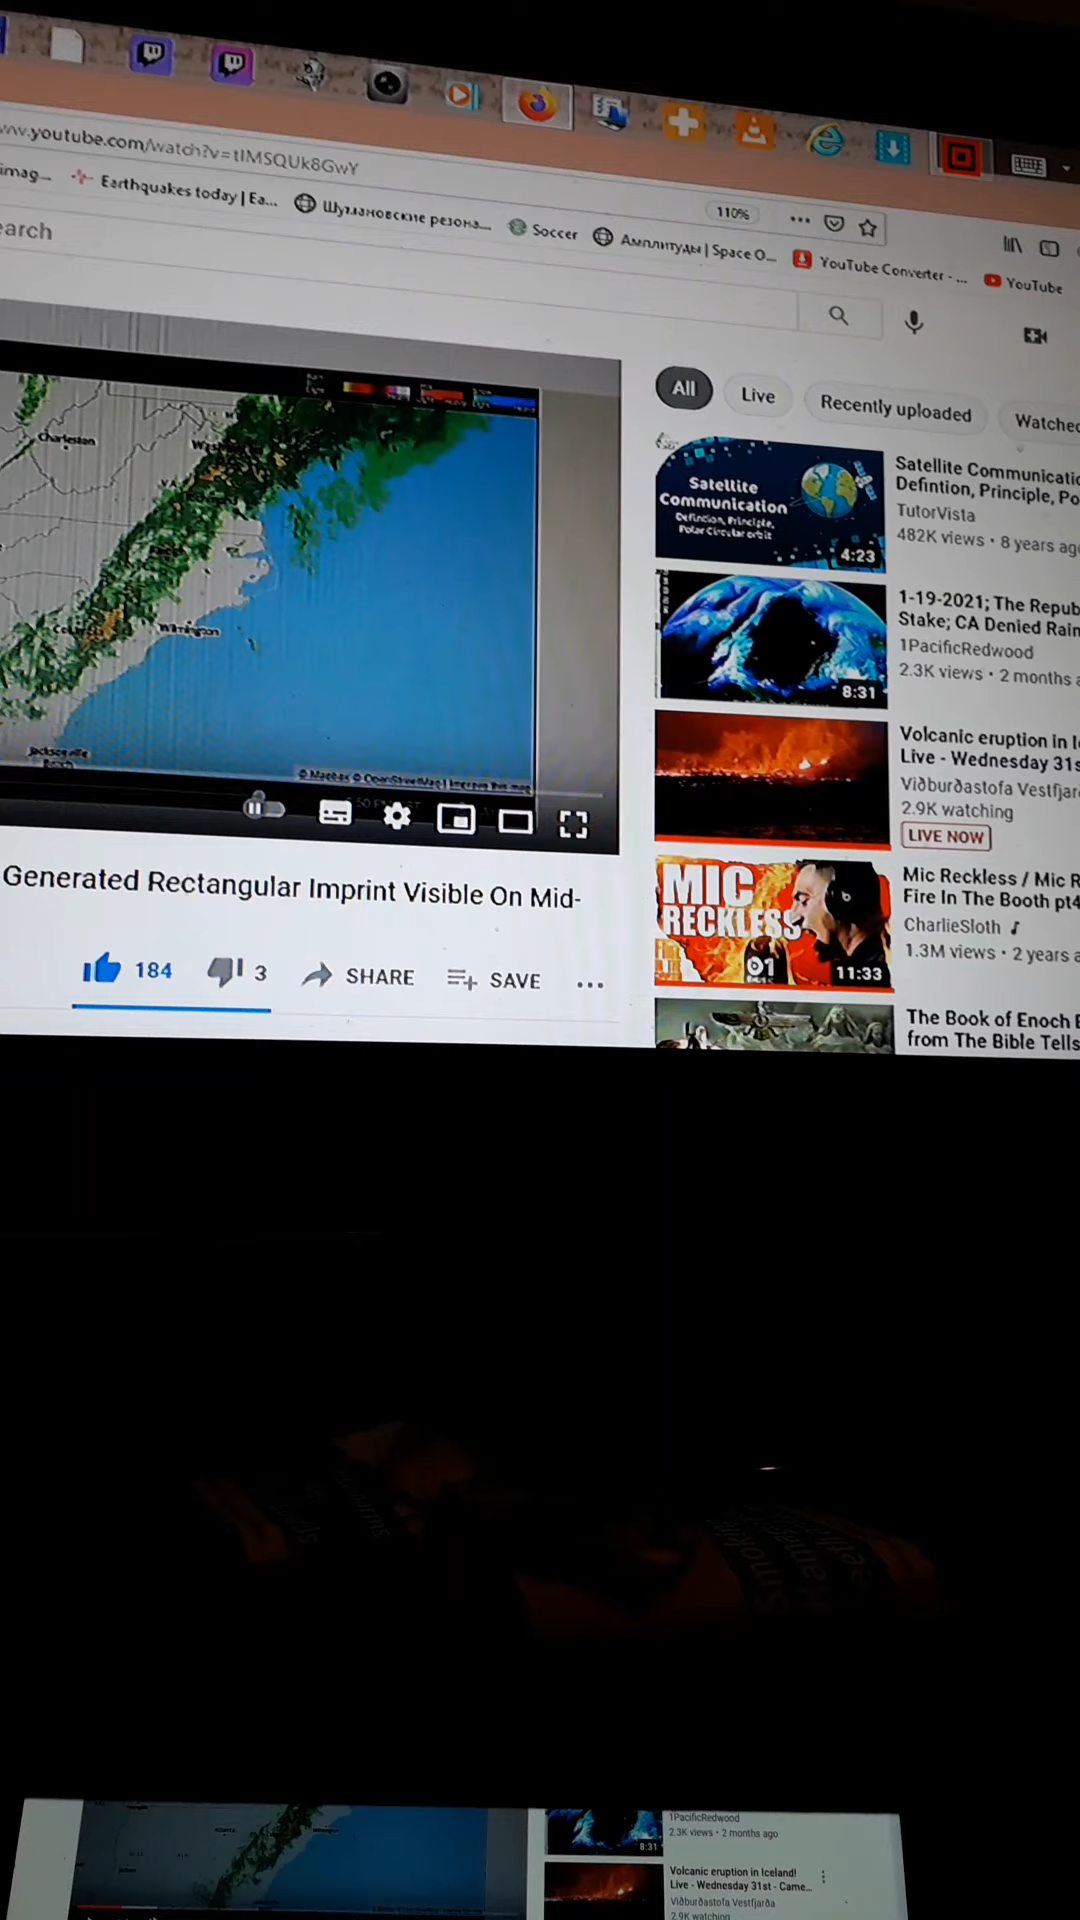 ww.youtube.com/watch?v=tIMSQUk8GwY
imag...
Earthquakes today | Ea...
Шумановские резона...
110%
Soccer
Амплитуды | Space O...
YouTube Converter - ...
YouTube
earch
All
Live
Recently uploaded
Watched
Charleston
Wash
VA
Wilmington
Jacksonville
Beach
© Mapbox © OpenStreetMap | Improve this map
Satellite
Communication
Defintion, Principle,
Polar Circular orbit
4:23
Satellite Communicatio
Defintion, Principle, Po
TutorVista
482K views • 8 years ago
8:31
1-19-2021; The Repub
Stake; CA Denied Rain
1PacificRedwood
2.3K views • 2 months a
Volcanic eruption in I
Live - Wednesday 31s
Viðburðastofa Vestfjar
2.9K watching
LIVE NOW
MIC
RECKLESS
11:33
Mic Reckless / Mic R
Fire In The Booth pt4
CharlieSloth
1.3M views • 2 years a
The Book of Enoch
from The Bible Tells
Generated Rectangular Imprint Visible On Mid-
184
3
SHARE
SAVE
1PacificRedwood
2.3K views • 2 months ago
8:31
Volcanic eruption in Iceland!
Live - Wednesday 31st - Came...
Viðburðastofa Vestfjarða
2.9K watching